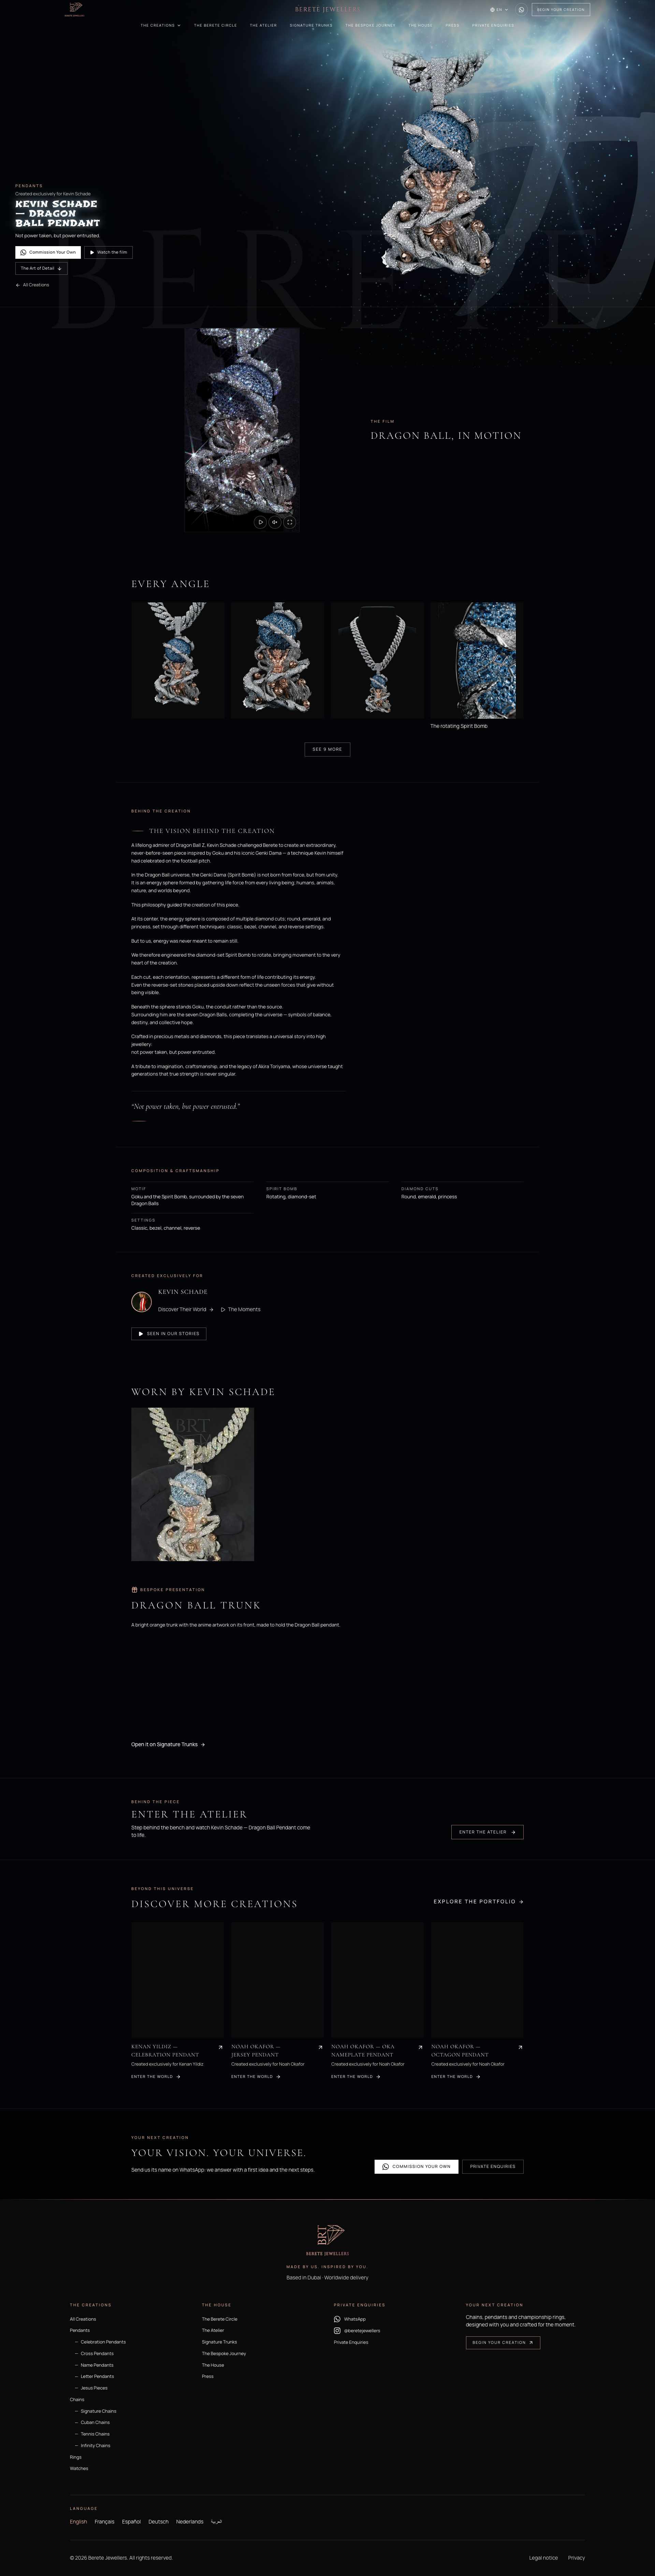 BERETE JEWELLERS
EN
BEGIN YOUR CREATION
THE CREATIONS
THE BERETE CIRCLE
THE ATELIER
SIGNATURE TRUNKS
THE BESPOKE JOURNEY
THE HOUSE
PRESS
PRIVATE ENQUIRIES
PENDANTS
Created exclusively for Kevin Schade
KEVIN SCHADE
— DRAGON
BALL PENDANT
Not power taken, but power entrusted.
Commission Your Own
Watch the film
The Art of Detail
All Creations
BERETE
THE FILM
DRAGON BALL, IN MOTION
EVERY ANGLE
The rotating Spirit Bomb
SEE 9 MORE
BEHIND THE CREATION
THE VISION BEHIND THE CREATION
A lifelong admirer of Dragon Ball Z, Kevin Schade challenged Berete to create an extraordinary,
never-before-seen piece inspired by Goku and his iconic Genki Dama — a technique Kevin himself
had celebrated on the football pitch.
In the Dragon Ball universe, the Genki Dama (Spirit Bomb) is not born from force, but from unity.
It is an energy sphere formed by gathering life force from every living being: humans, animals,
nature, and worlds beyond.
This philosophy guided the creation of this piece.
At its center, the energy sphere is composed of multiple diamond cuts; round, emerald, and
princess, set through different techniques: classic, bezel, channel, and reverse settings.
But to us, energy was never meant to remain still.
We therefore engineered the diamond-set Spirit Bomb to rotate, bringing movement to the very
heart of the creation.
Each cut, each orientation, represents a different form of life contributing its energy.
Even the reverse-set stones placed upside down reflect the unseen forces that give without
being visible.
Beneath the sphere stands Goku, the conduit rather than the source.
Surrounding him are the seven Dragon Balls, completing the universe — symbols of balance,
destiny, and collective hope.
Crafted in precious metals and diamonds, this piece translates a universal story into high
jewellery:
not power taken, but power entrusted.
A tribute to imagination, craftsmanship, and the legacy of Akira Toriyama, whose universe taught
generations that true strength is never singular.
“Not power taken, but power entrusted.”
COMPOSITION & CRAFTSMANSHIP
MOTIF
Goku and the Spirit Bomb, surrounded by the seven
Dragon Balls
SPIRIT BOMB
Rotating, diamond-set
DIAMOND CUTS
Round, emerald, princess
SETTINGS
Classic, bezel, channel, reverse
CREATED EXCLUSIVELY FOR
KEVIN SCHADE
Discover Their World
The Moments
SEEN IN OUR STORIES
WORN BY KEVIN SCHADE
BRT
BESPOKE PRESENTATION
DRAGON BALL TRUNK
A bright orange trunk with the anime artwork on its front, made to hold the Dragon Ball pendant.
Open it on Signature Trunks
BEHIND THE PIECE
ENTER THE ATELIER
Step behind the bench and watch Kevin Schade — Dragon Ball Pendant come
to life.
ENTER THE ATELIER
BEYOND THIS UNIVERSE
DISCOVER MORE CREATIONS
EXPLORE THE PORTFOLIO
KENAN YILDIZ —
CELEBRATION PENDANT
Created exclusively for Kenan Yildiz
ENTER THE WORLD
NOAH OKAFOR —
JERSEY PENDANT
Created exclusively for Noah Okafor
ENTER THE WORLD
NOAH OKAFOR — OKA
NAMEPLATE PENDANT
Created exclusively for Noah Okafor
ENTER THE WORLD
NOAH OKAFOR —
OCTAGON PENDANT
Created exclusively for Noah Okafor
ENTER THE WORLD
YOUR NEXT CREATION
YOUR VISION. YOUR UNIVERSE.
Send us its name on WhatsApp: we answer with a first idea and the next steps.
COMMISSION YOUR OWN
PRIVATE ENQUIRIES
BRT
BERETE JEWELLERS
MADE BY US, INSPIRED BY YOU.
Based in Dubai · Worldwide delivery
THE CREATIONS
All Creations
Pendants
— Celebration Pendants
— Cross Pendants
— Name Pendants
— Letter Pendants
— Jesus Pieces
Chains
— Signature Chains
— Cuban Chains
— Tennis Chains
— Infinity Chains
Rings
Watches
THE HOUSE
The Berete Circle
The Atelier
Signature Trunks
The Bespoke Journey
The House
Press
PRIVATE ENQUIRIES
WhatsApp
@beretejewellers
Private Enquiries
YOUR NEXT CREATION
Chains, pendants and championship rings,
designed with you and crafted for the moment.
BEGIN YOUR CREATION
LANGUAGE
English
Français
Español
Deutsch
Nederlands
العربية
© 2026 Berete Jewellers. All rights reserved.
Legal notice
Privacy